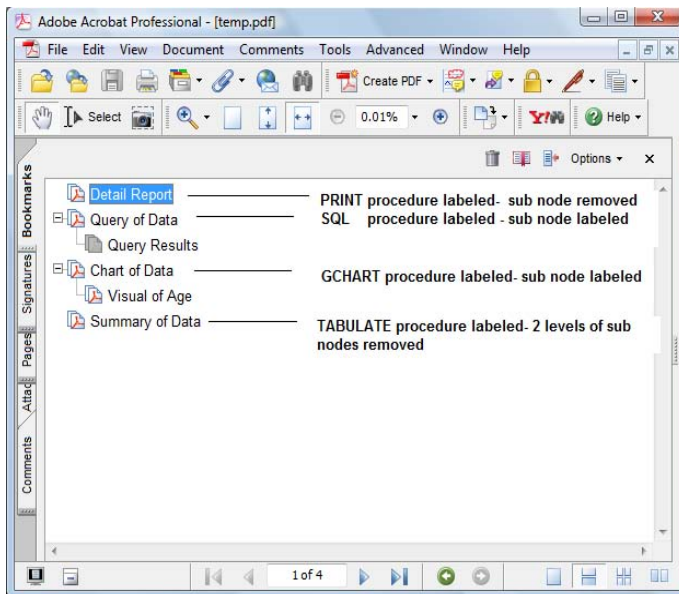 Adobe Acrobat Professional - [temp.pdf]
File Edit View Document Comments Tools Advanced Window Help
Create PDF
Select
0.01%
Y!
Help
Options
Bookmarks
Signatures
Pages
Attac
Comments
Detail Report
PRINT procedure labeled- sub node removed
Query of Data
SQL procedure labeled - sub node labeled
Query Results
Chart of Data
GCHART procedure labeled- sub node labeled
Visual of Age
Summary of Data
TABULATE procedure labeled- 2 levels of sub
nodes removed
1 of 4